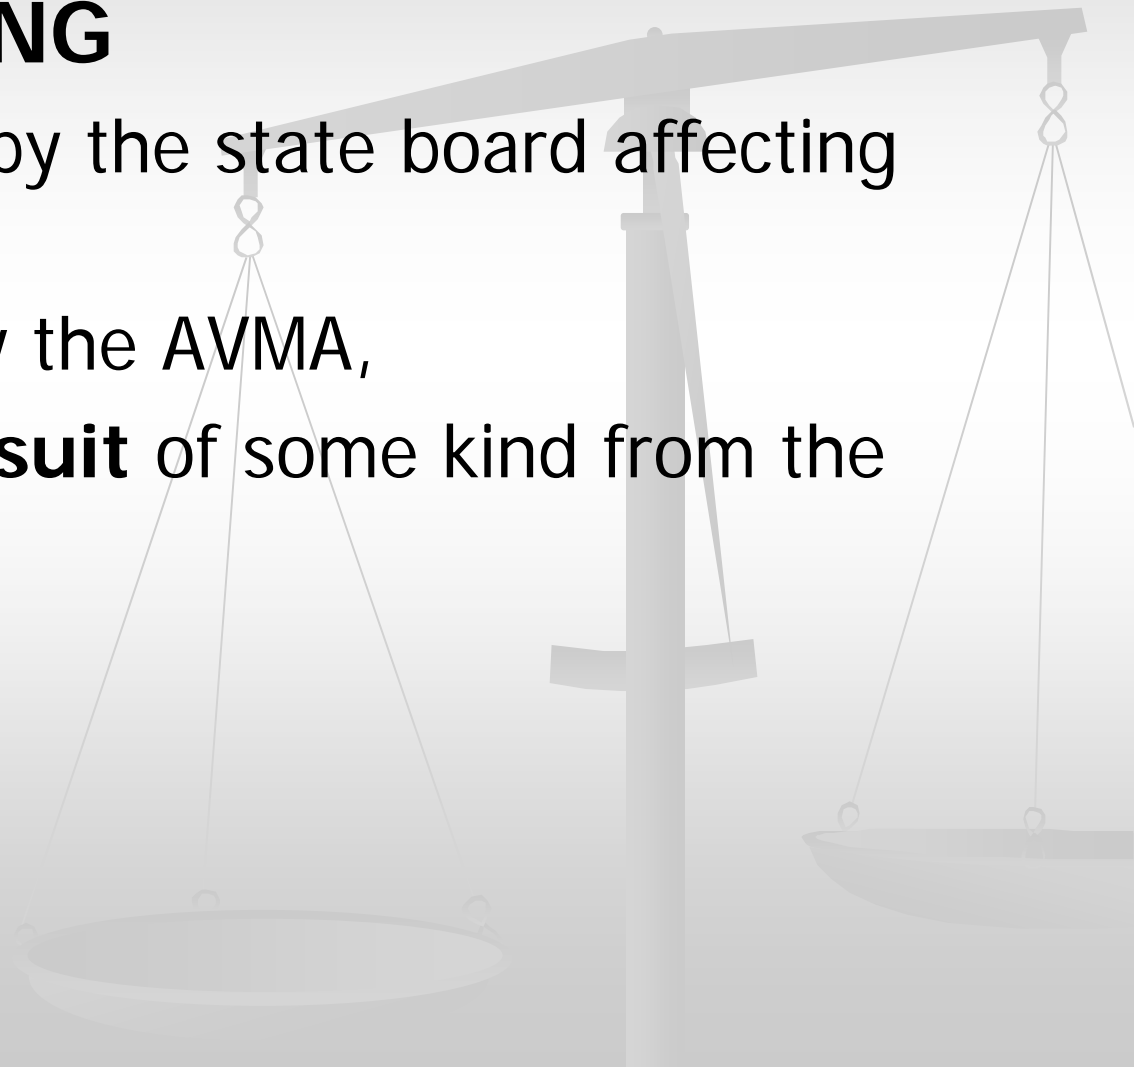 NG
by the state board affecting
the AVMA,
suit of some kind from the